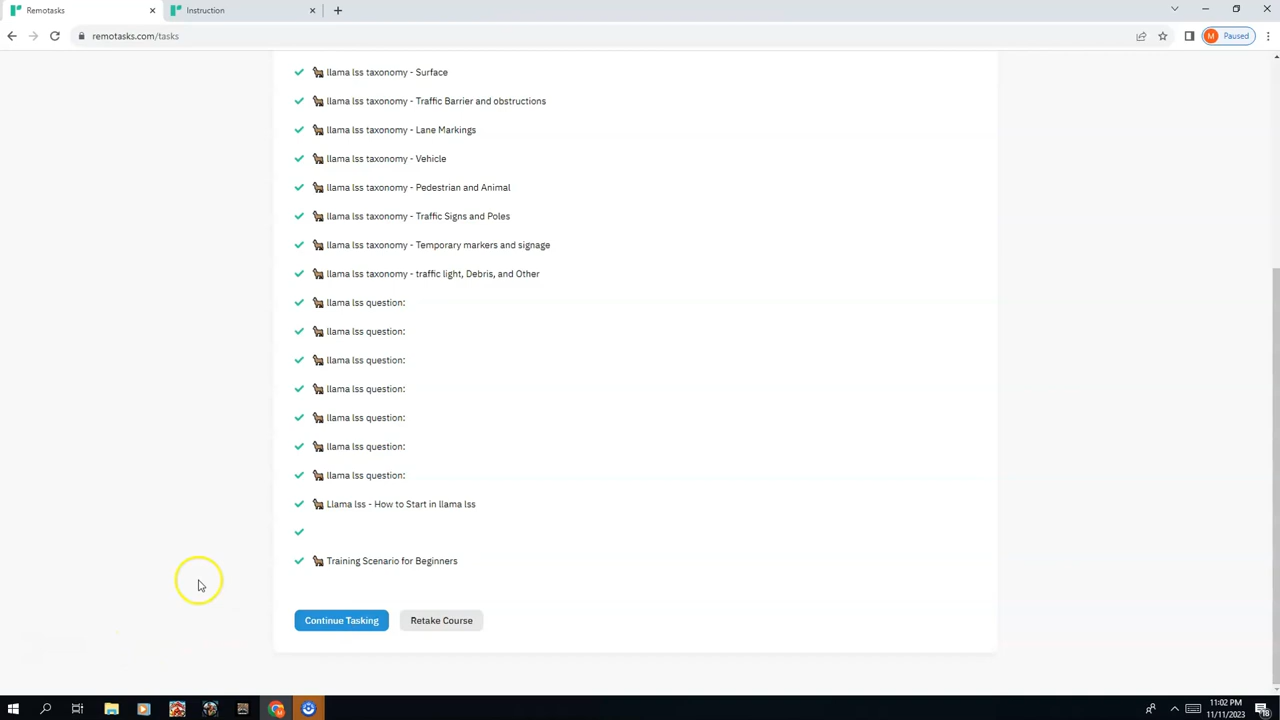 Remotasks
Instruction
remotasks.com/tasks
M Paused
llama lss taxonomy - Surface
llama lss taxonomy - Traffic Barrier and obstructions
llama lss taxonomy - Lane Markings
llama lss taxonomy - Vehicle
llama lss taxonomy - Pedestrian and Animal
llama lss taxonomy - Traffic Signs and Poles
llama lss taxonomy - Temporary markers and signage
llama lss taxonomy - traffic light, Debris, and Other
llama lss question:
llama lss question:
llama lss question:
llama lss question:
llama lss question:
llama lss question:
llama lss question:
Llama lss - How to Start in llama lss
Training Scenario for Beginners
Continue Tasking
Retake Course
11:02 PM
11/11/2023
18